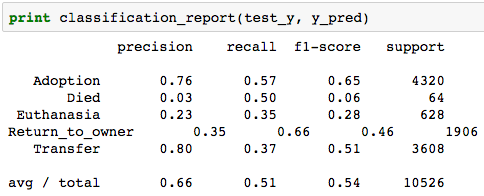 print classification_report(test_y, y_pred)
precision recall f1-score support
Adoption 0.76 0.57 0.65 4320
Died 0.03 0.50 0.06 64
Euthanasia 0.23 0.35 0.28 628
Return_to_owner 0.35 0.66 0.46 1906
Transfer 0.80 0.37 0.51 3608
avg / total 0.66 0.51 0.54 10526